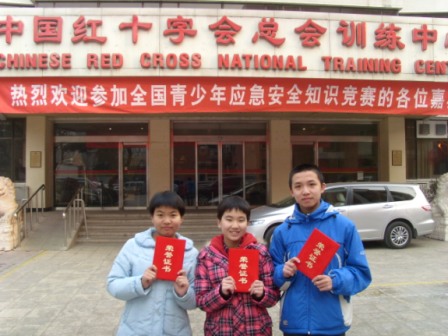 中国红十字会总会训练中
CHINESE RED CROSS NATIONAL TRAINING CENT
热烈欢迎参加全国青少年应急安全知识竞赛的各位嘉
荣誉证书
荣誉证书
荣誉证书